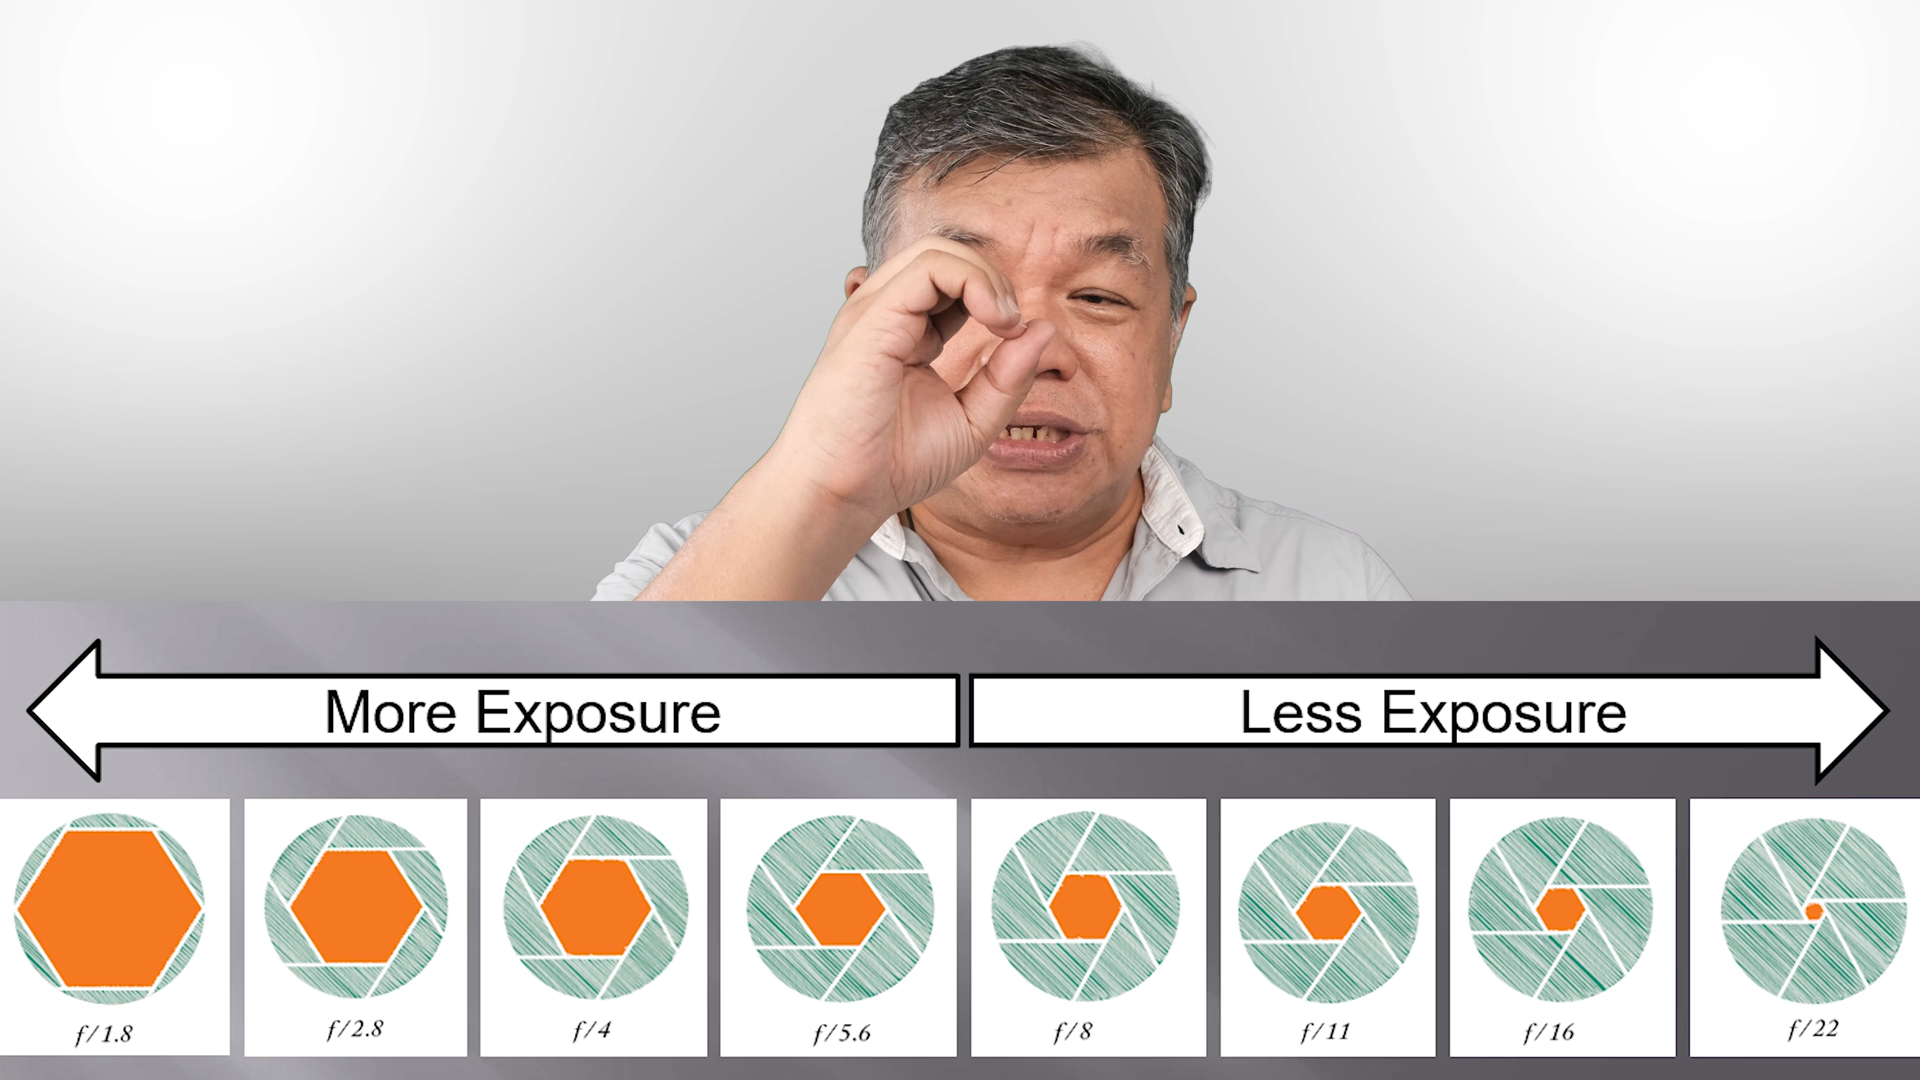 More Exposure
Less Exposure
f/1.8
f/2.8
f/4
f/5.6
f/8
f/11
f/16
f/22